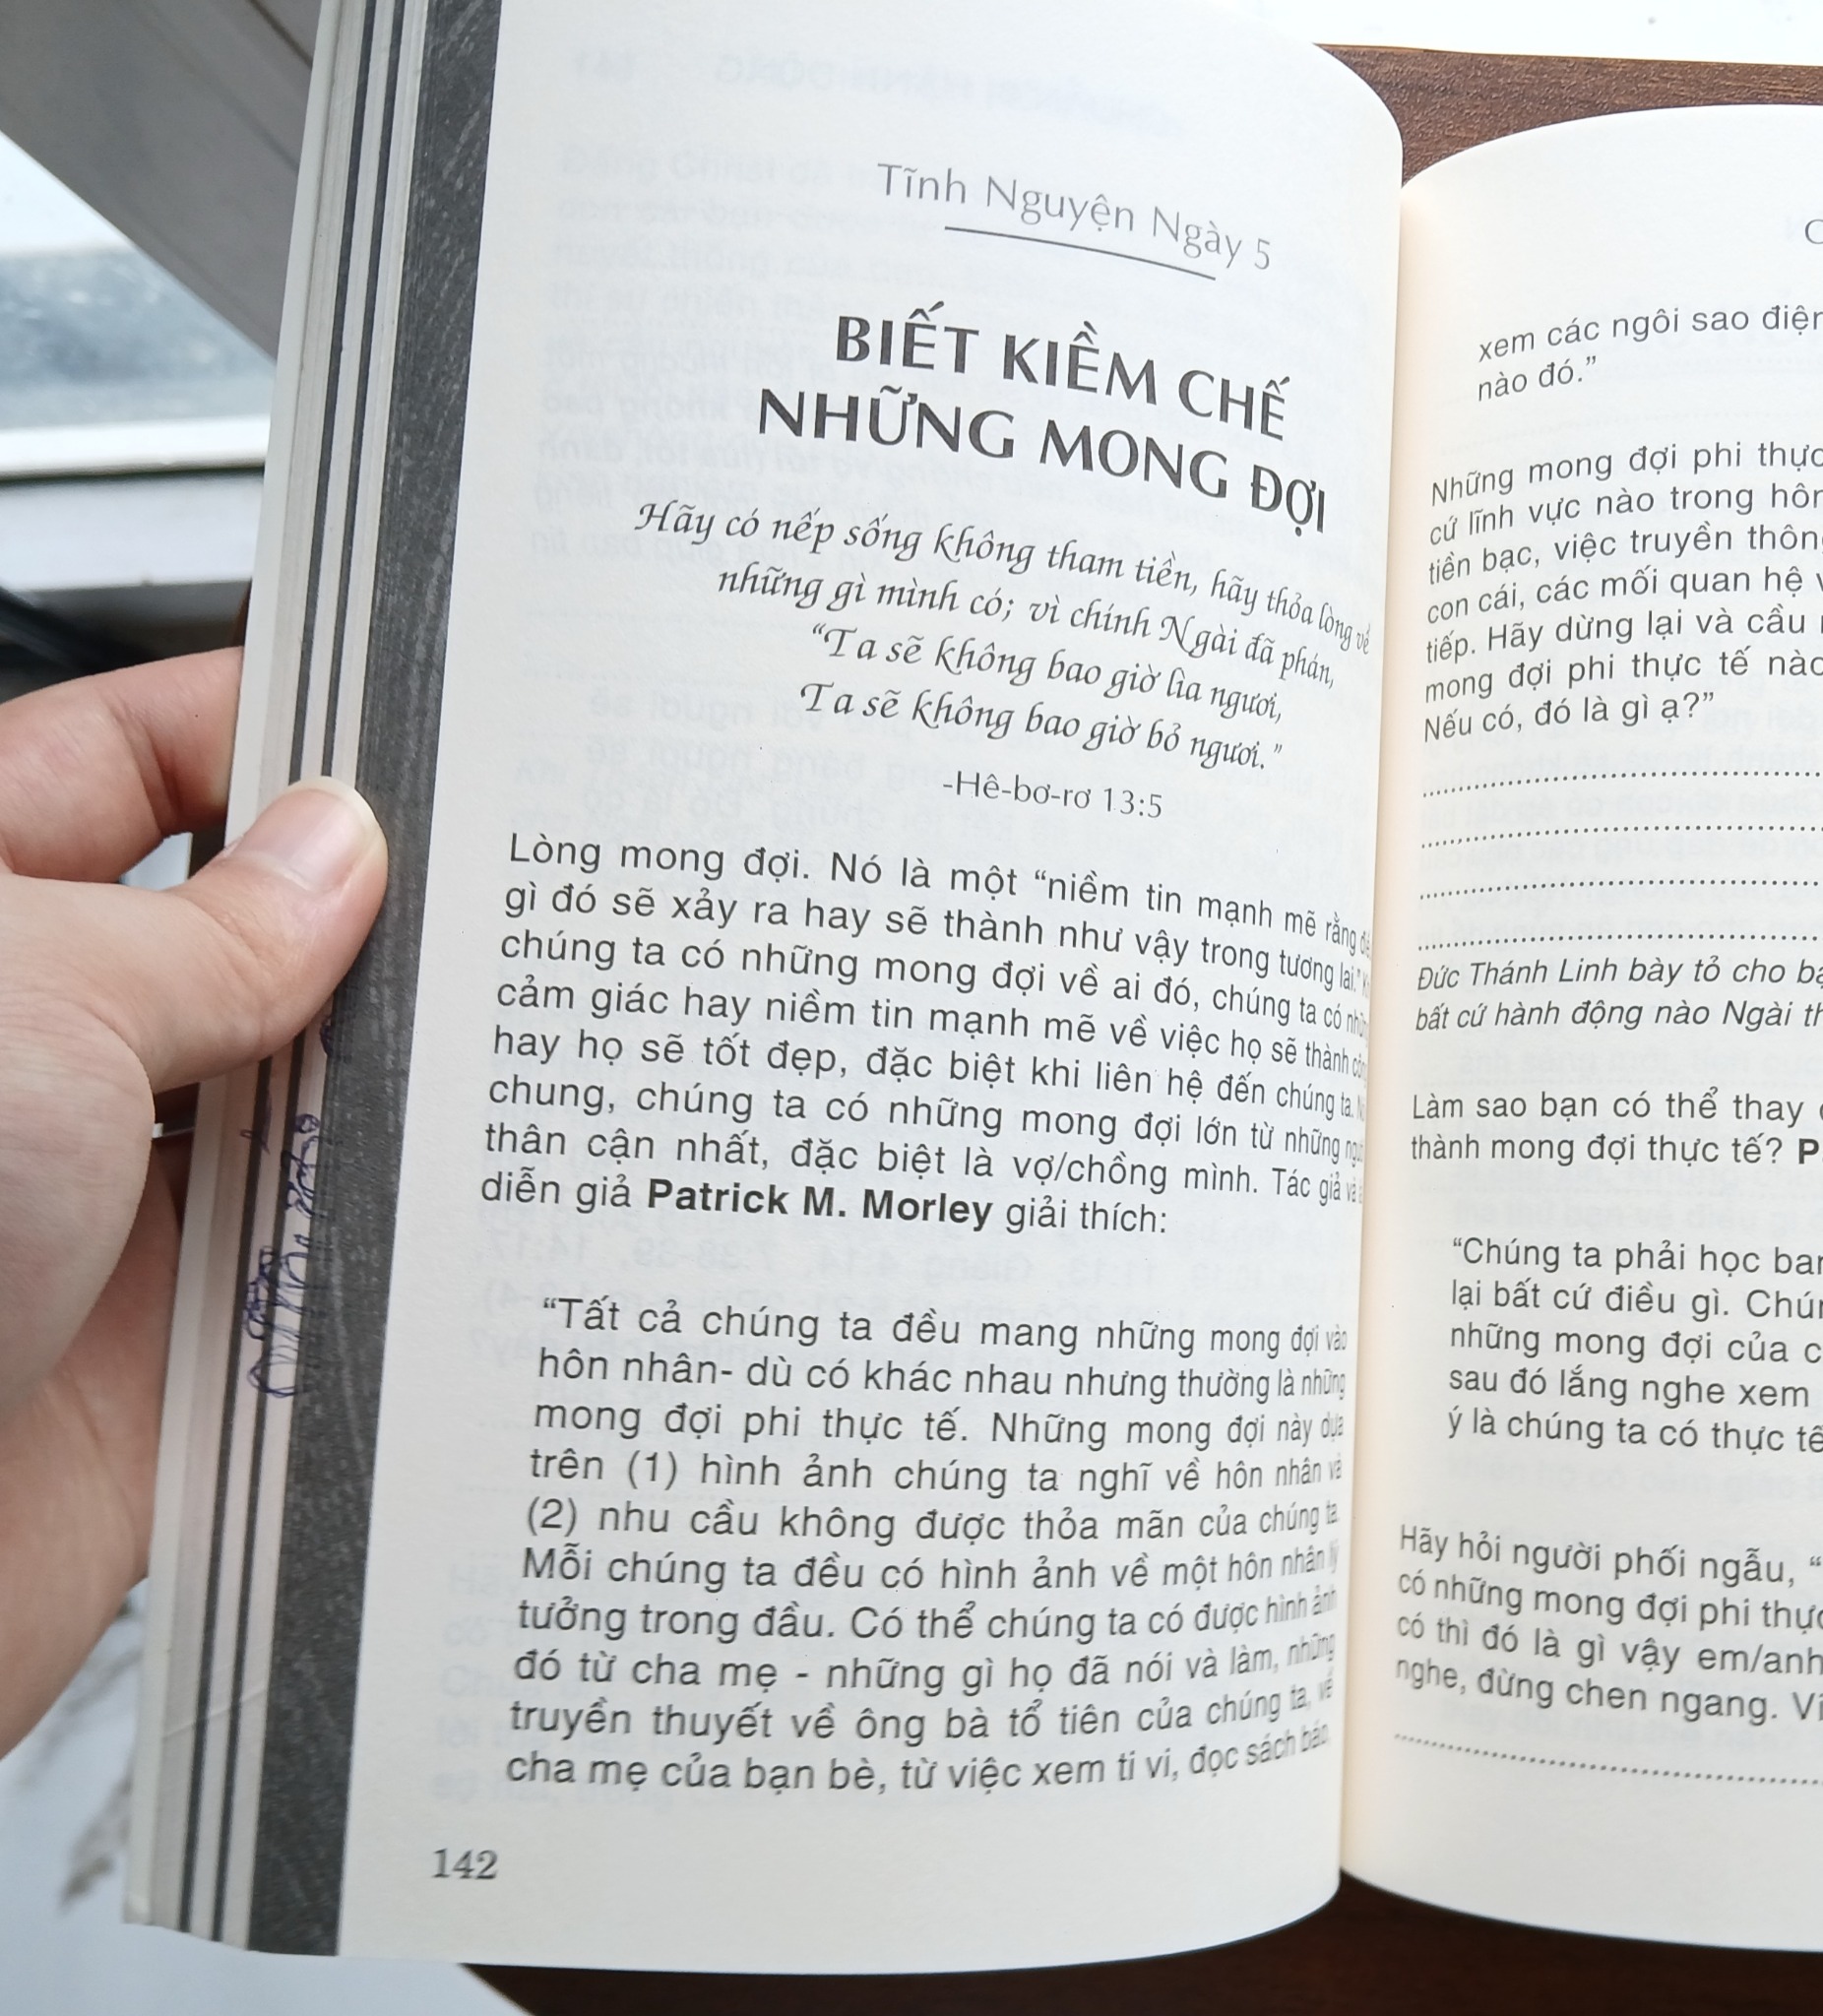 Tĩnh Nguyện Ngày 5
BIẾT KIỀM CHẾ
NHỮNG MONG ĐỢI
Hãy có nếp sống không tham tiền, hãy thỏa lòng về
những gì mình có; vì chính Ngài đã phán,
“Ta sẽ không bao giờ lìa ngươi,
Ta sẽ không bao giờ bỏ ngươi.”
-Hê-bơ-rơ 13:5
Lòng mong đợi. Nó là một “niềm tin mạnh mẽ rằng
gì đó sẽ xảy ra hay sẽ thành như vậy trong tương lai.”
chúng ta có những mong đợi về ai đó, chúng ta có
cảm giác hay niềm tin mạnh mẽ về việc họ sẽ thành
hay họ sẽ tốt đẹp, đặc biệt khi liên hệ đến chúng ta.
chung, chúng ta có những mong đợi lớn từ những
thân cận nhất, đặc biệt là vợ/chồng mình. Tác giả
diễn giả Patrick M. Morley giải thích:
“Tất cả chúng ta đều mang những mong đợi vào
hôn nhân- dù có khác nhau nhưng thường là những
mong đợi phi thực tế. Những mong đợi này dựa
trên (1) hình ảnh chúng ta nghĩ về hôn nhân và
(2) nhu cầu không được thỏa mãn của chúng ta.
Mỗi chúng ta đều có hình ảnh về một hôn nhân lý
tưởng trong đầu. Có thể chúng ta có được hình ảnh
đó từ cha mẹ - những gì họ đã nói và làm, những
truyền thuyết về ông bà tổ tiên của chúng ta, về
cha mẹ của bạn bè, từ việc xem ti vi, đọc sách báo,
142
xem các ngôi sao
nào đó.”
Những mong đợi phi
cứ lĩnh vực nào trong
tiền bạc, việc truyền
con cái, các mối quan hệ
tiếp. Hãy dừng lại và cầu
mong đợi phi thực tế
Nếu có, đó là gì ạ?”
Đức Thánh Linh bày tỏ cho
bất cứ hành động nào Ngài
Làm sao bạn có thể thay
thành mong đợi thực tế?
“Chúng ta phải học
lại bất cứ điều gì.
những mong đợi của
sau đó lắng nghe xem
ý là chúng ta có thực
Hãy hỏi người phối ngẫu, “
có những mong đợi phi
có thì đó là gì vậy em/anh
nghe, đừng chen ngang.